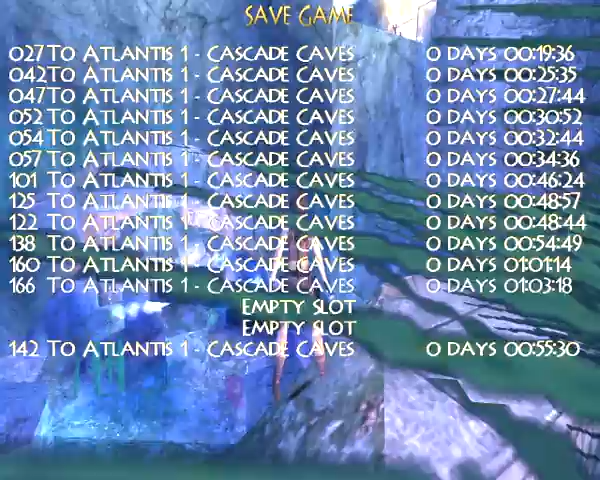 SAVE GAME
027 TO ATLANTIS 1 - CASCADE CAVES 0 DAYS 00:19:36
042 TO ATLANTIS 1 - CASCADE CAVES 0 DAYS 00:25:35
047 TO ATLANTIS 1 - CASCADE CAVES 0 DAYS 00:27:44
052 TO ATLANTIS 1 - CASCADE CAVES 0 DAYS 00:30:52
054 TO ATLANTIS 1 - CASCADE CAVES 0 DAYS 00:32:44
057 TO ATLANTIS 1 - CASCADE CAVES 0 DAYS 00:34:36
101 TO ATLANTIS 1 - CASCADE CAVES 0 DAYS 00:46:24
125 TO ATLANTIS 1 - CASCADE CAVES 0 DAYS 00:48:57
122 TO ATLANTIS 1 - CASCADE CAVES 0 DAYS 00:48:44
138 TO ATLANTIS 1 - CASCADE CAVES 0 DAYS 00:54:49
160 TO ATLANTIS 1 - CASCADE CAVES 0 DAYS 01:01:14
166 TO ATLANTIS 1 - CASCADE CAVES 0 DAYS 01:03:18
EMPTY SLOT
EMPTY SLOT
142 TO ATLANTIS 1 - CASCADE CAVES 0 DAYS 00:55:30